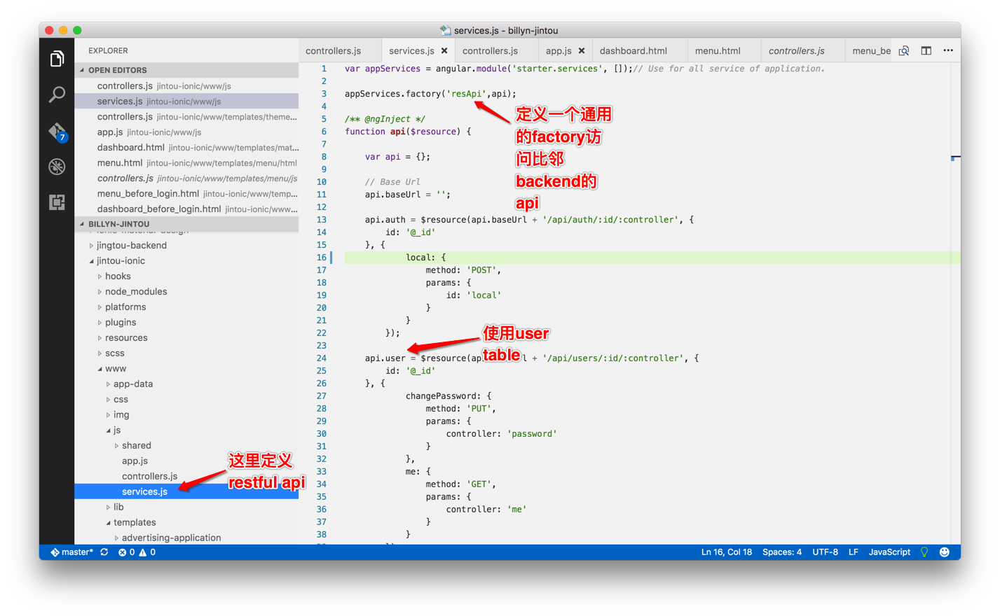 services.js - billyn-jintou
EXPLORER
OPEN EDITORS
controllers.js jintou-ionic/www/js
services.js jintou-ionic/www/js
controllers.js jintou-ionic/www/templates/theme...
app.js jintou-ionic/www/js
dashboard.html jintou-ionic/www/templates/mat...
menu.html jintou-ionic/www/templates/menu/html
controllers.js jintou-ionic/www/templates/menu/js
menu_before_login.html jintou-ionic/www/temp...
dashboard_before_login.html jintou-ionic/www...
BILLYN-JINTOU
ionic-material-design
jingtou-backend
jintou-ionic
hooks
node_modules
platforms
plugins
resources
scss
www
app-data
css
img
js
shared
app.js
controllers.js
services.js
lib
templates
advertising-application
这里定义
restful api
7
controllers.js services.js controllers.js app.js dashboard.html menu.html controllers.js menu_be
1 var appServices = angular.module('starter.services', []);// Use for all service of application.
2
3 appServices.factory('resApi',api);
4
5 /** @ngInject */
6 function api($resource) {
7
8 var api = {};
9
10 // Base Url
11 api.baseUrl = '';
12
13 api.auth = $resource(api.baseUrl + '/api/auth/:id/:controller', {
14 id: '@_id'
15 }, {
16 local: {
17 method: 'POST',
18 params: {
19 id: 'local'
20 }
21 }
22 });
23
24 api.user = $resource(ap l + '/api/users/:id/:controller', {
25 id: '@_id'
26 }, {
27 changePassword: {
28 method: 'PUT',
29 params: {
30 controller: 'password'
31 }
32 },
33 me: {
34 method: 'GET',
35 params: {
36 controller: 'me'
37 }
38 }
定义一个通用
的factory访
问比邻
backend的
api
使用user
table
master* 0 0 Ln 16, Col 18 Spaces: 4 UTF-8 LF JavaScript